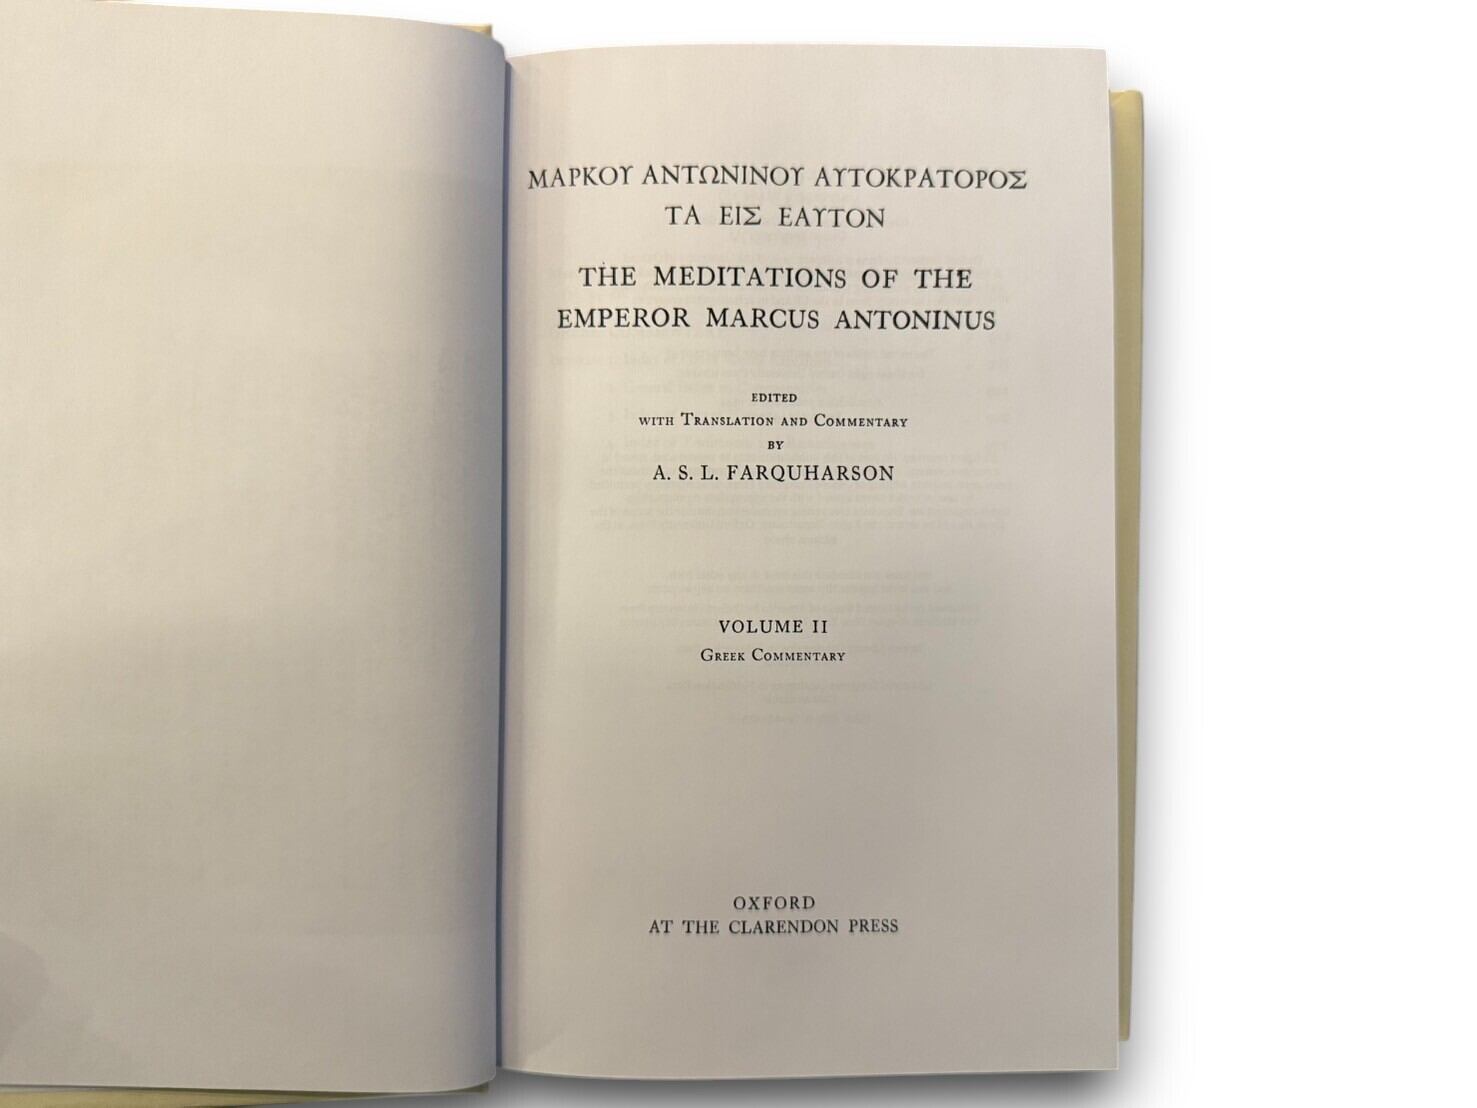 ΜΑΡΚΟΥ ΑΝΤΩΝΙΝΟΥ ΑΥΤΟΚΡΑΤΟΡΟΣ
ΤΑ ΕΙΣ ΕΑΥΤΟΝ
THE MEDITATIONS OF THE
EMPEROR MARCUS ANTONINUS
EDITED
WITH TRANSLATION AND COMMENTARY
BY
A. S. L. FARQUHARSON
VOLUME II
GREEK COMMENTARY
OXFORD
AT THE CLARENDON PRESS